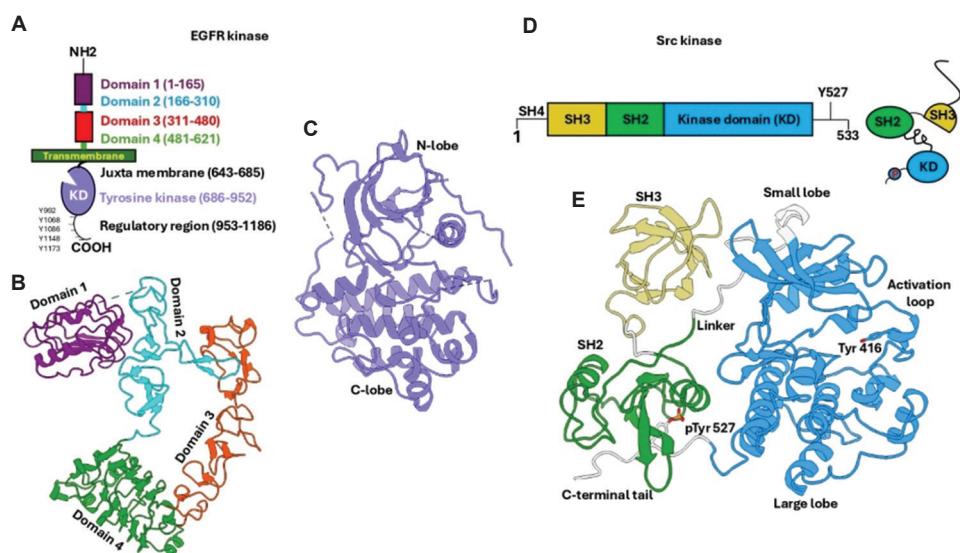 A
EGFR kinase
NH2
Domain 1 (1-165)
Domain 2 (166-310)
Domain 3 (311-480)
Domain 4 (481-621)
Transmembrane
Juxta membrane (643-685)
KD
Tyrosine kinase (686-952)
Y992
Y1068
Y1086
Y1148
Y1173
Regulatory region (953-1186)
COOH
B
Domain 1
Domain 2
Domain 3
Domain 4
C
N-lobe
C-lobe
D
Src kinase
SH4
1
SH3
SH2
Kinase domain (KD)
Y527
533
SH2
SH3
KD
E
SH3
Small lobe
Activation
loop
Linker
Tyr 416
SH2
pTyr 527
C-terminal tail
Large lobe